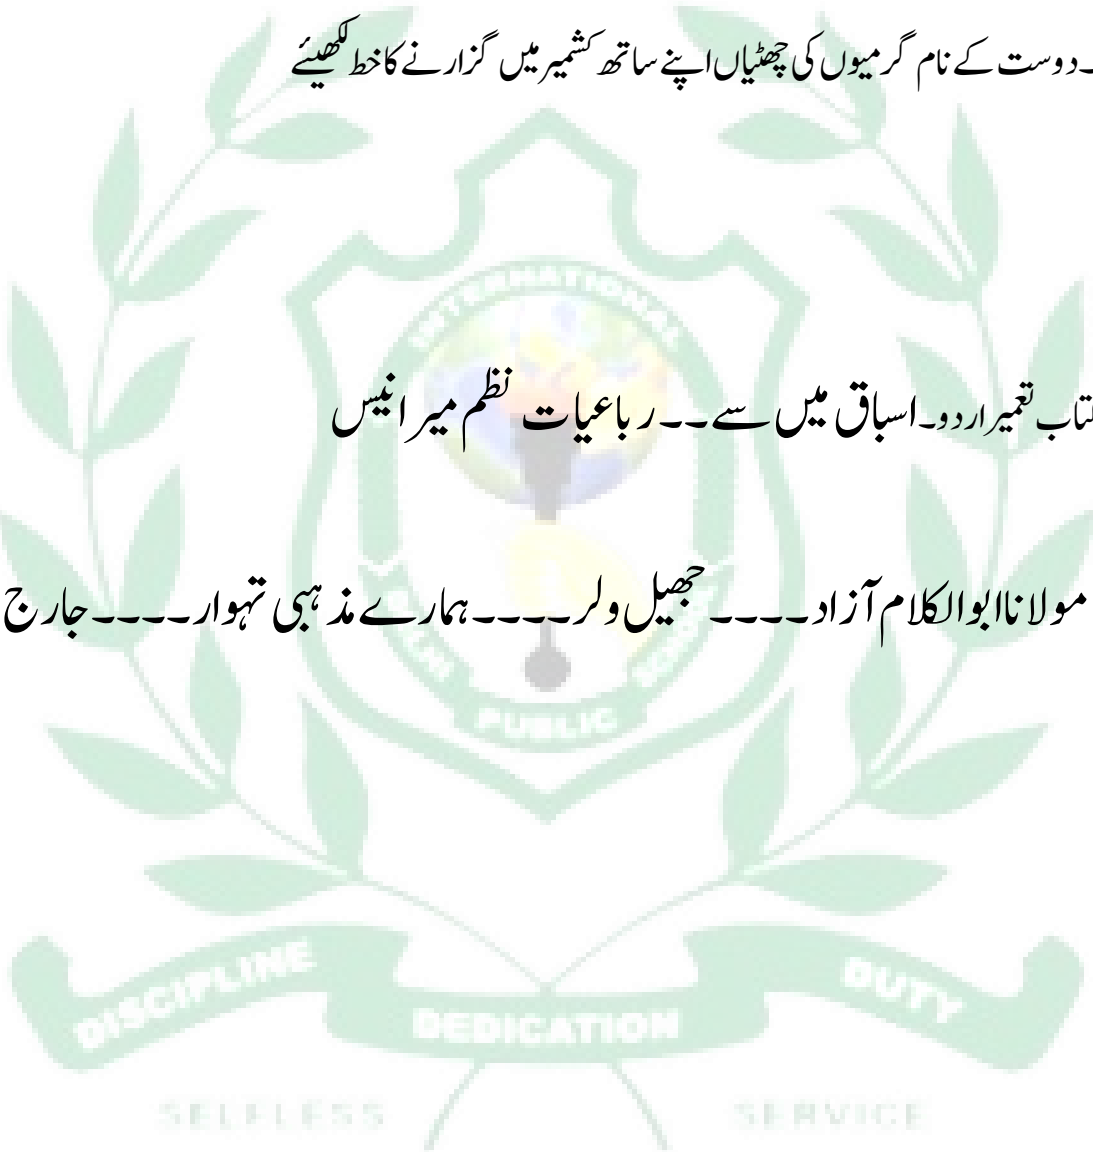 ۔دوست کے نام گرمیوں کی چھٹیاں اپنے ساتھ کشمیر میں گزارنے کا خط لکھیئے
تعمیر اردو۔اسباق میں سے۔۔رباعیات نظم میر انیس
مولانا ابوالکلام آزاد۔۔۔۔جھیل ولر۔۔۔۔ہمارے مذہبی تہوار۔۔۔۔جارج
INTERNATIONAL
PUBLIC
DISCIPLINE
DEDICATION
DUTY
SELFLESS
SERVICE